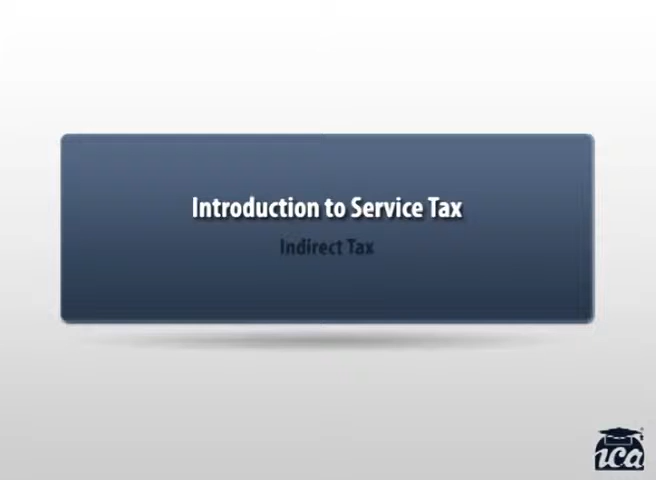 Introduction to Service Tax
Indirect Tax
ica